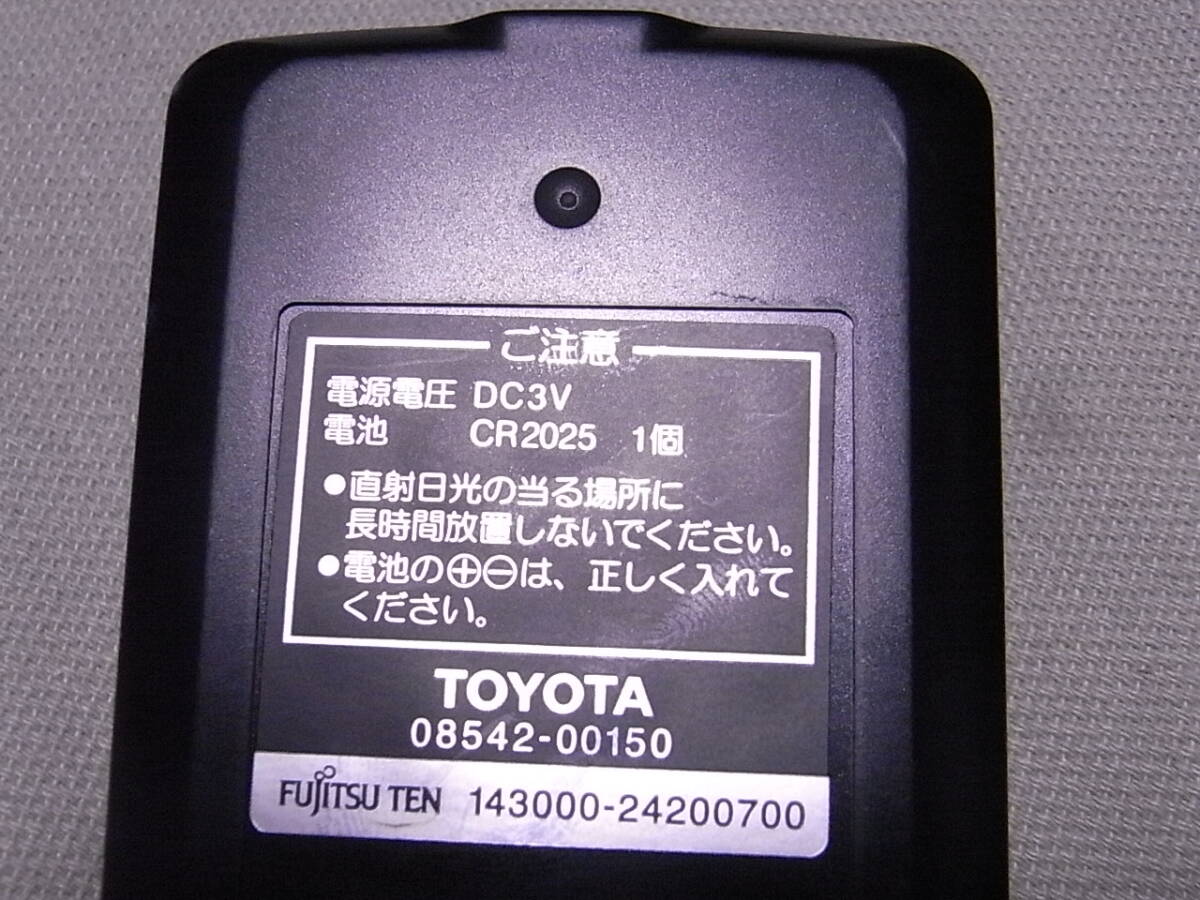 ご注意
電源電圧 DC3V
電池 CR2025 1個
●直射日光の当る場所に
長時間放置しないでください。
●電池の⊕⊖は、正しく入れて
ください。
TOYOTA
08542-00150
FUJITSU TEN 143000-24200700